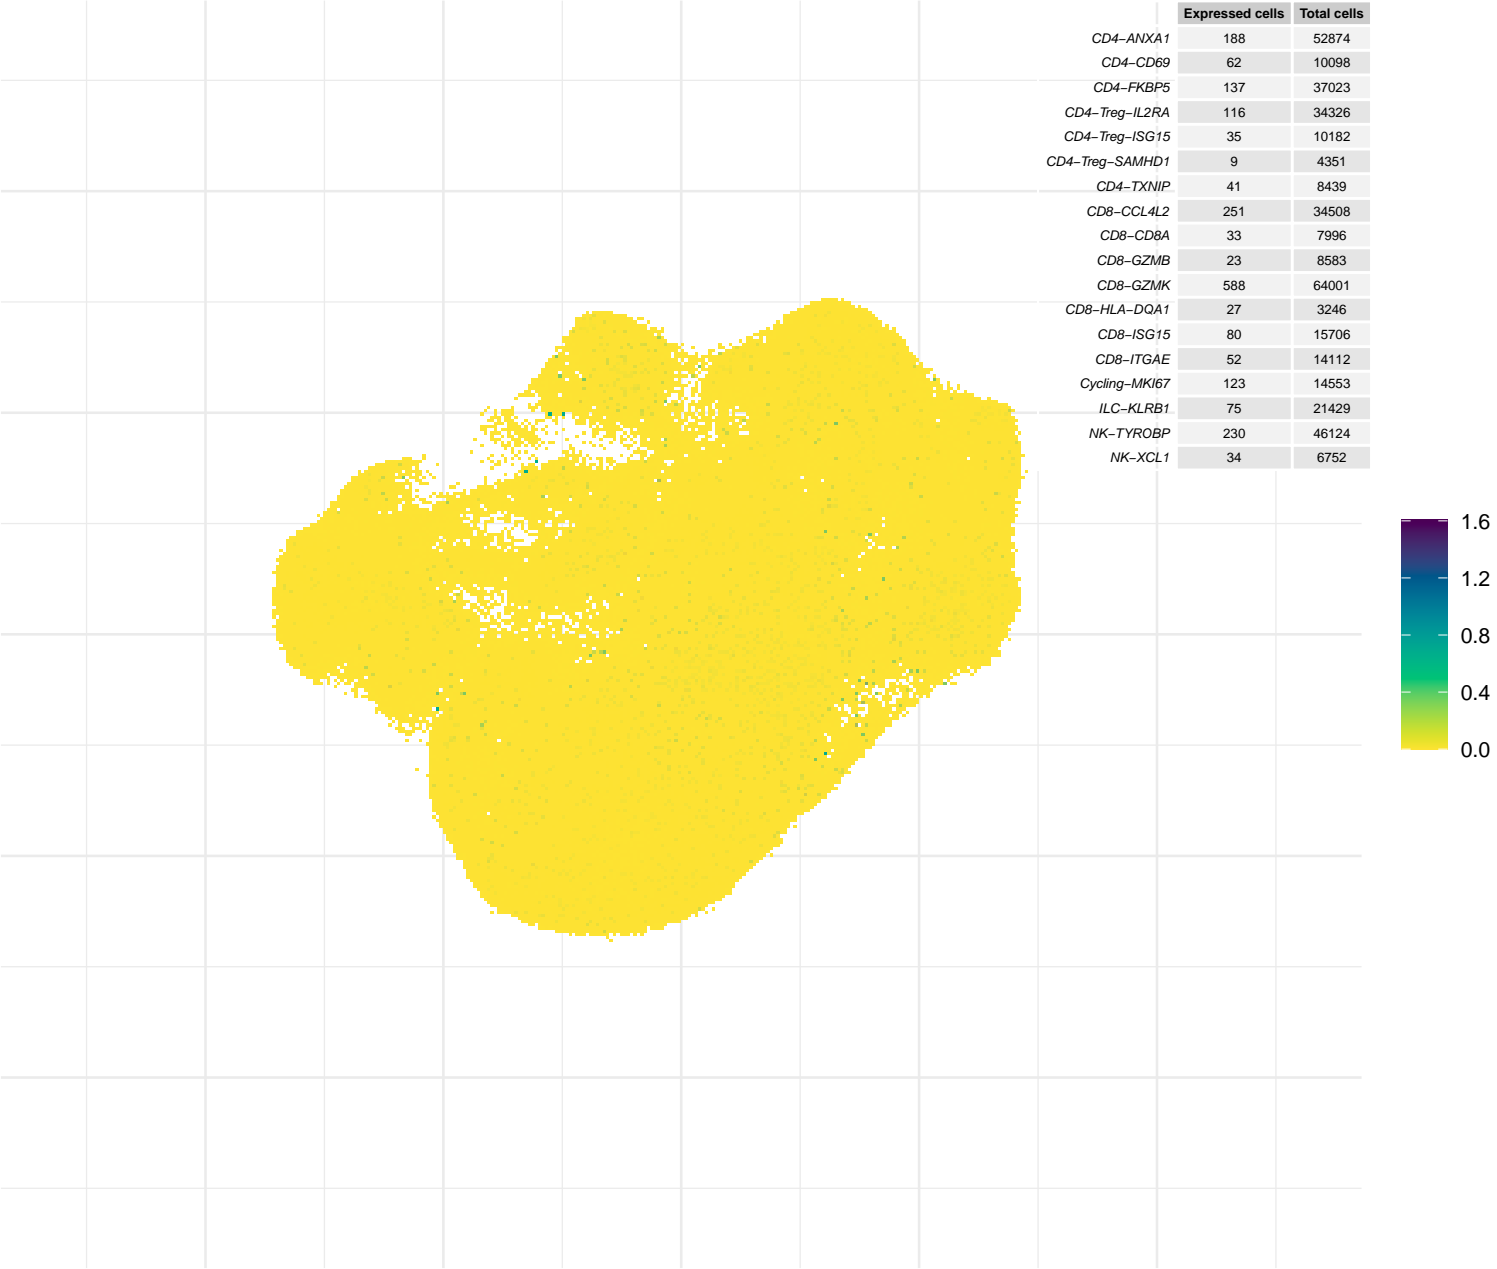 Expressed cells Total cells
CD4−ANXA1 188 52874
CD4−CD69 62 10098
CD4−FKBP5 137 37023
CD4−Treg−IL2RA 116 34326
CD4−Treg−ISG15 35 10182
CD4−Treg−SAMHD1 9 4351
CD4−TXNIP 41 8439
CD8−CCL4L2 251 34508
CD8−CD8A 33 7996
CD8−GZMB 23 8583
CD8−GZMK 588 64001
CD8−HLA−DQA1 27 3246
CD8−ISG15 80 15706
CD8−ITGAE 52 14112
Cycling−MKI67 123 14553
ILC−KLRB1 75 21429
NK−TYROBP 230 46124
NK−XCL1 34 6752
1.6
1.2
0.8
0.4
0.0